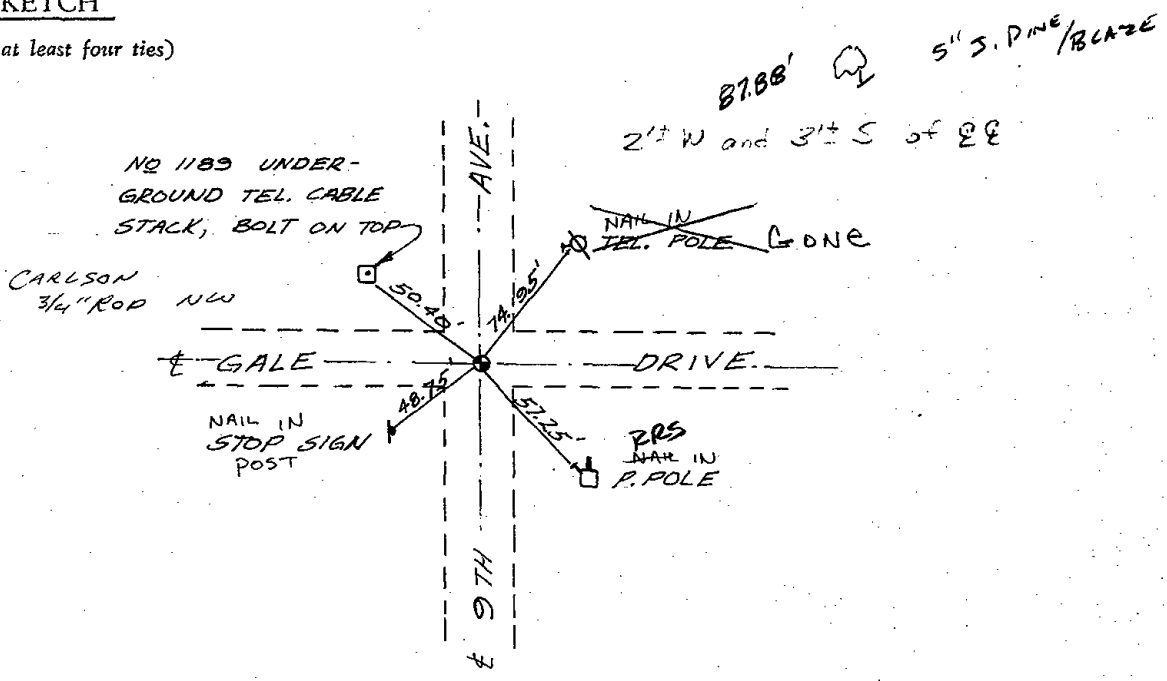 KETCH
at least four ties)
87.88' 5" J. PINE/BLAZE
2'± W and 3'± S of ℄ ℄
NO 1189 UNDER-
GROUND TEL. CABLE
STACK, BOLT ON TOP
NAIL IN
TEL. POLE GONE
CARLSON
3/4" ROD NW
50.40'
74.95'
℄ GALE DRIVE
48.75'
57.25'
NAIL IN
STOP SIGN
POST
RRS
NAIL IN
P. POLE
℄ 9TH AVE.